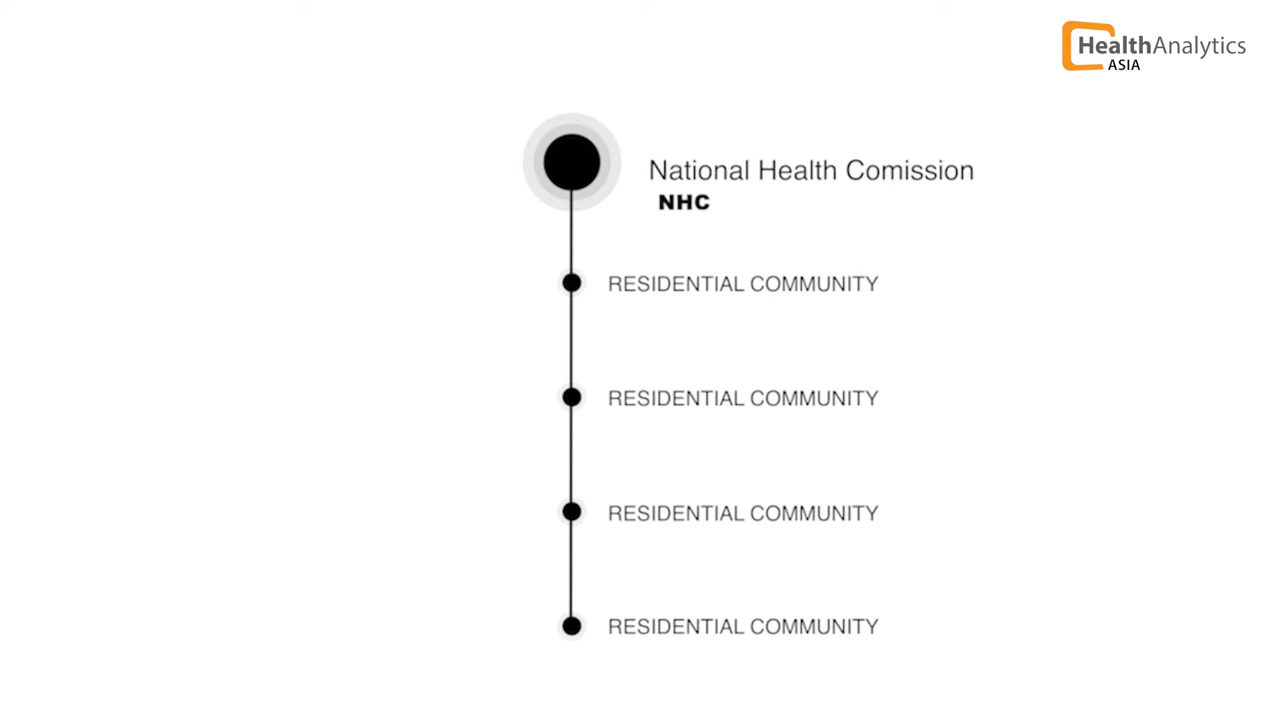 HealthAnalytics
ASIA
National Health Comission
NHC
RESIDENTIAL COMMUNITY
RESIDENTIAL COMMUNITY
RESIDENTIAL COMMUNITY
RESIDENTIAL COMMUNITY